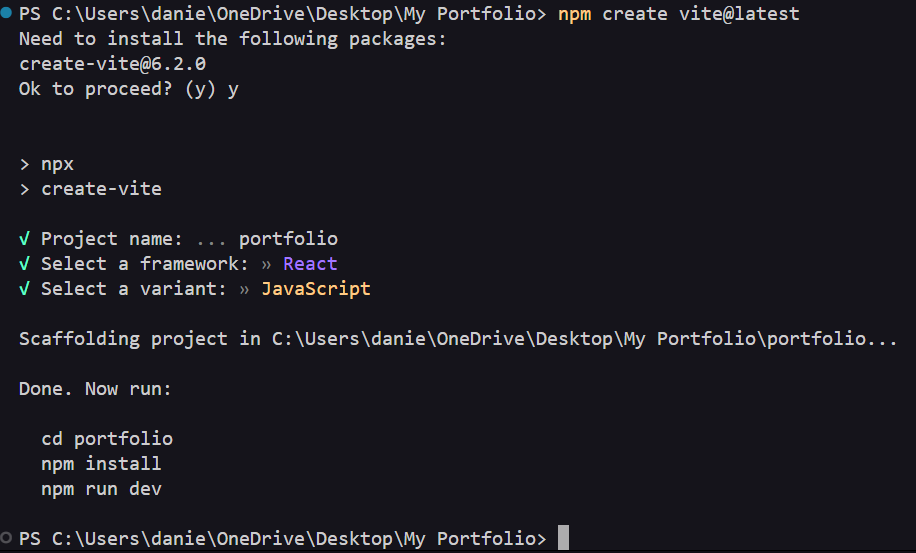 PS C:\Users\danie\OneDrive\Desktop\My Portfolio> npm create vite@latest
Need to install the following packages:
create-vite@6.2.0
Ok to proceed? (y) y
> npx
> create-vite
√ Project name: ... portfolio
√ Select a framework: » React
√ Select a variant: » JavaScript
Scaffolding project in C:\Users\danie\OneDrive\Desktop\My Portfolio\portfolio...
Done. Now run:
cd portfolio
npm install
npm run dev
PS C:\Users\danie\OneDrive\Desktop\My Portfolio>